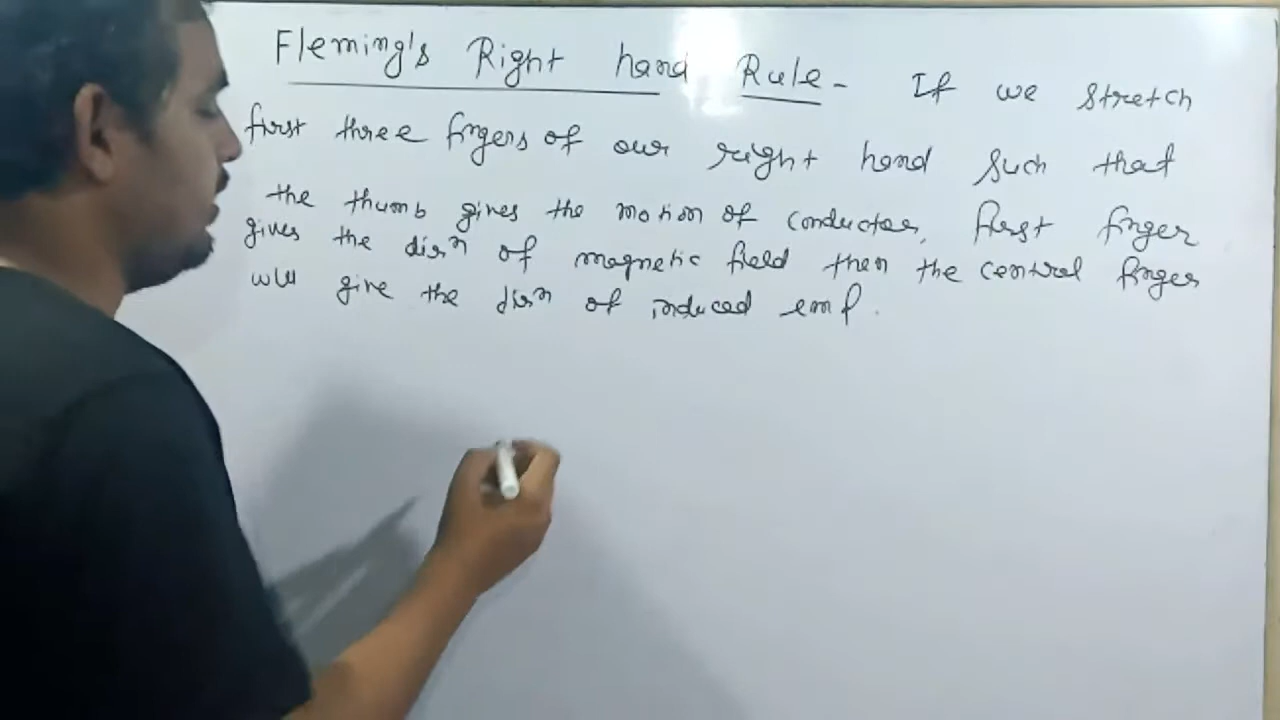 Fleming's Right hand Rule - If we stretch
first three fingers of our right hand such that
the thumb gives the motion of conductor, first finger
gives the dirn of magnetic field then the central finger
will give the dirn of induced emf.